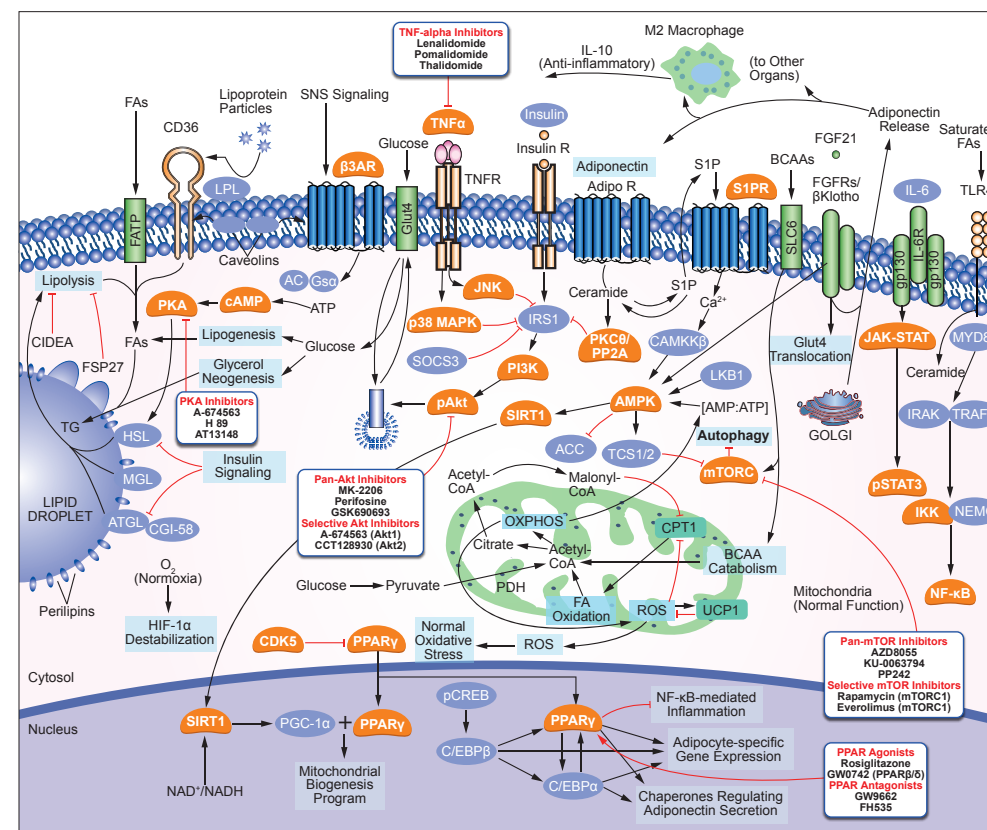 TNF-alpha Inhibitors
Lenalidomide
Pomalidomide
Thalidomide
M2 Macrophage
IL-10
(Anti-inflammatory)
(to Other
Organs)
FAs
Lipoprotein
Particles
SNS Signaling
CD36
TNFα
Insulin
Adiponectin
Release
Saturate
FAs
FGF21
β3AR
Glucose
Insulin R
Adiponectin
S1P
BCAAs
TNFR
Adipo R
S1PR
FGFRs/
βKlotho
IL-6
TLR4
LPL
FATP
Caveolins
Glut4
SLC6
gp130
IL-6R
gp130
Lipolysis
AC
Gsα
S1P
PKA
cAMP
ATP
JNK
Ceramide
Ca2+
p38 MAPK
IRS1
PKCθ/
PP2A
CAMKKβ
Glut4
Translocation
JAK-STAT
MYD8
CIDEA
FAs
Lipogenesis
Glucose
FSP27
SOCS3
PI3K
LKB1
Ceramide
Glycerol
Neogenesis
PKA Inhibitors
A-674563
H 89
AT13148
pAkt
SIRT1
AMPK
[AMP:ATP]
GOLGI
IRAK
TRAF
TG
HSL
Insulin
Signaling
ACC
TCS1/2
Autophagy
mTORC
MGL
LIPID
DROPLET
ATGL
CGI-58
Pan-Akt Inhibitors
MK-2206
Perifosine
GSK690693
Selective Akt Inhibitors
A-674563 (Akt1)
CCT128930 (Akt2)
Acetyl-
CoA
Malonyl-
CoA
pSTAT3
IKK
NEMO
OXPHOS
CPT1
Citrate
Acetyl-
CoA
BCAA
Catabolism
O2
(Normoxia)
Glucose
Pyruvate
PDH
FA
Oxidation
ROS
UCP1
Mitochondria
(Normal Function)
NF-κB
Perilipins
HIF-1α
Destabilization
CDK5
PPARγ
Normal
Oxidative
Stress
ROS
Pan-mTOR Inhibitors
AZD8055
KU-0063794
PP242
Selective mTOR Inhibitors
Rapamycin (mTORC1)
Everolimus (mTORC1)
Cytosol
Nucleus
SIRT1
PGC-1α
+
PPARγ
pCREB
PPARγ
NF-κB-mediated
Inflammation
C/EBPβ
Adipocyte-specific
Gene Expression
NAD+/NADH
Mitochondrial
Biogenesis
Program
C/EBPα
Chaperones Regulating
Adiponectin Secretion
PPAR Agonists
Rosiglitazone
GW0742 (PPARβ/δ)
PPAR Antagonists
GW9662
FH535